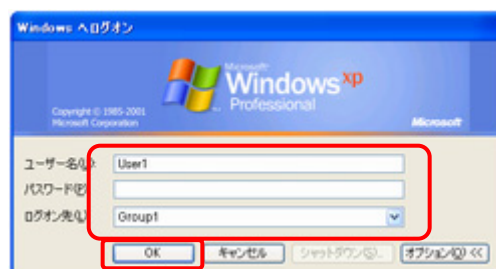 Windows へログオン
Microsoft
Windows xp
Professional
Copyright © 1985-2001
Microsoft Corporation
Microsoft
ユーザー名(U):
User1
パスワード(P):
ログオン先(L):
Group1
OK
キャンセル
シャットダウン(S)...
オプション(O) <<